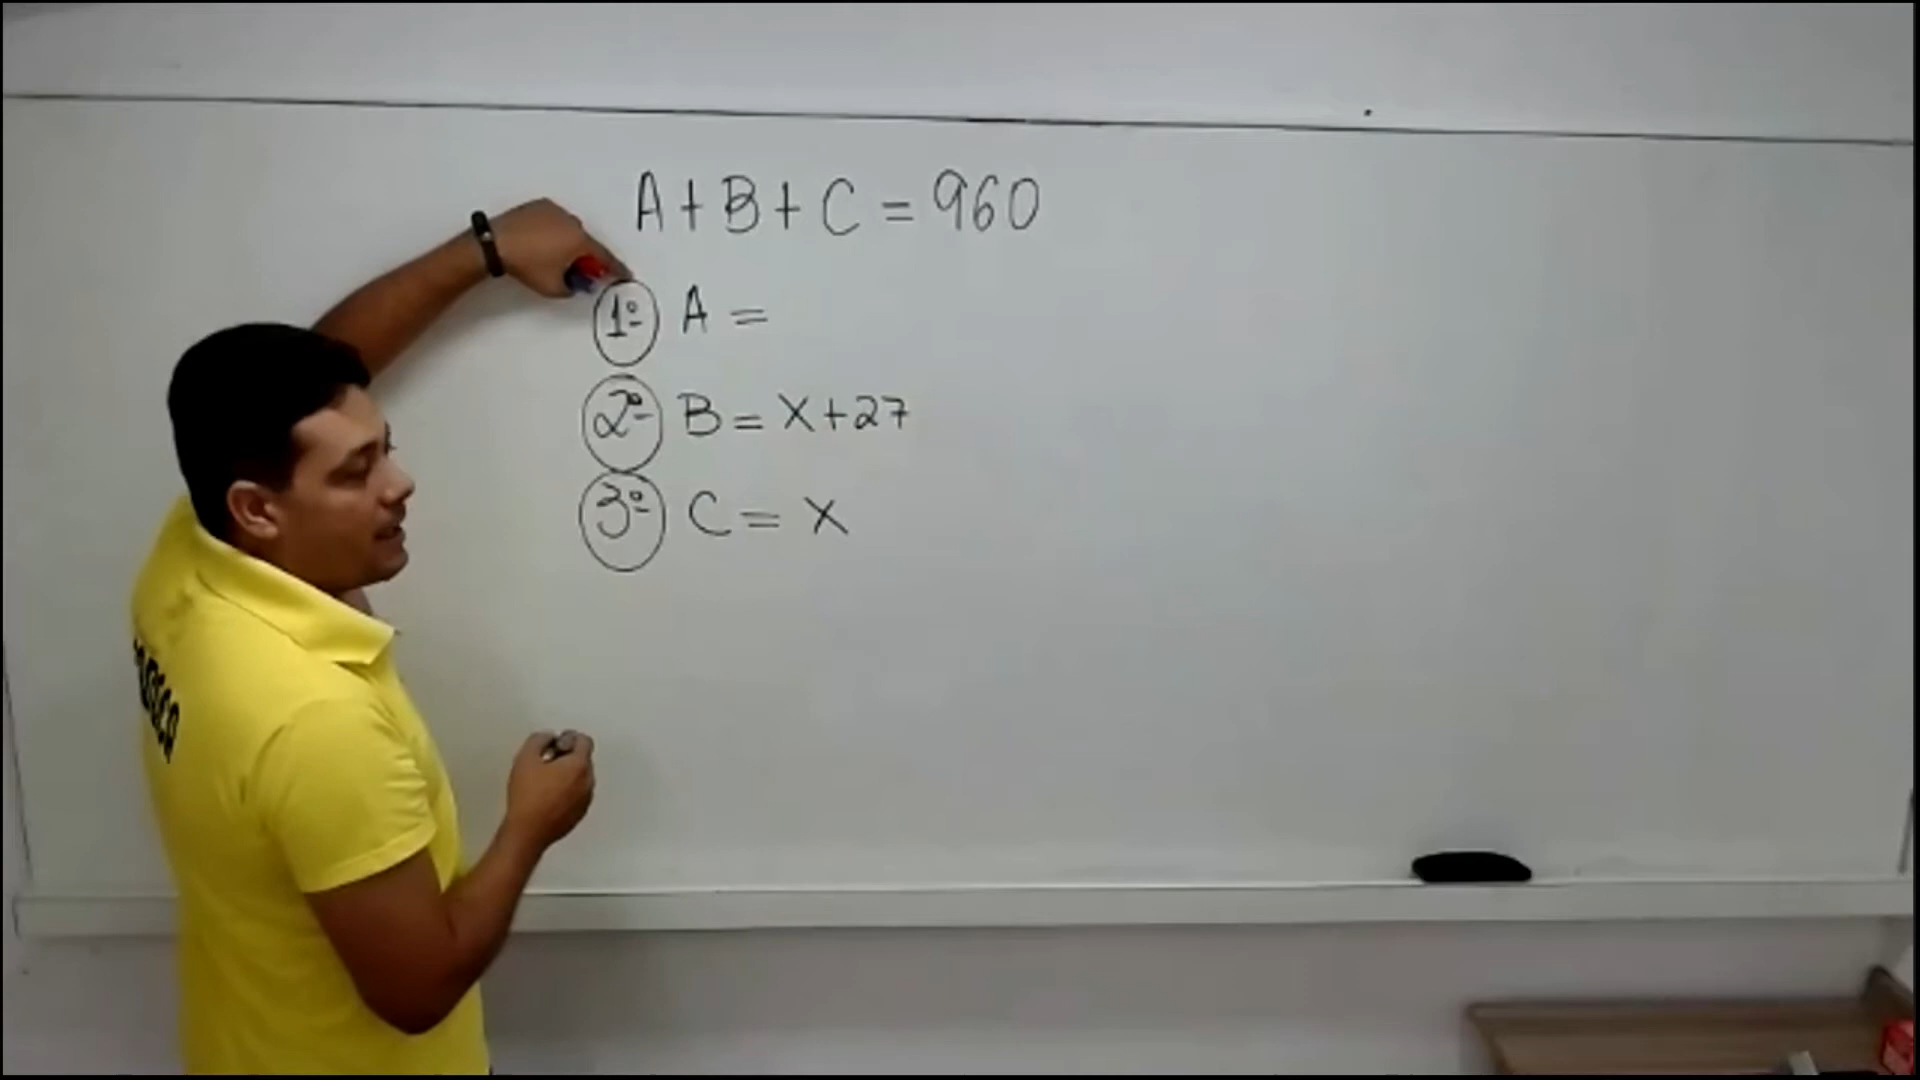 A + B + C = 960
1º A =
2º B = X + 27
3º C = X